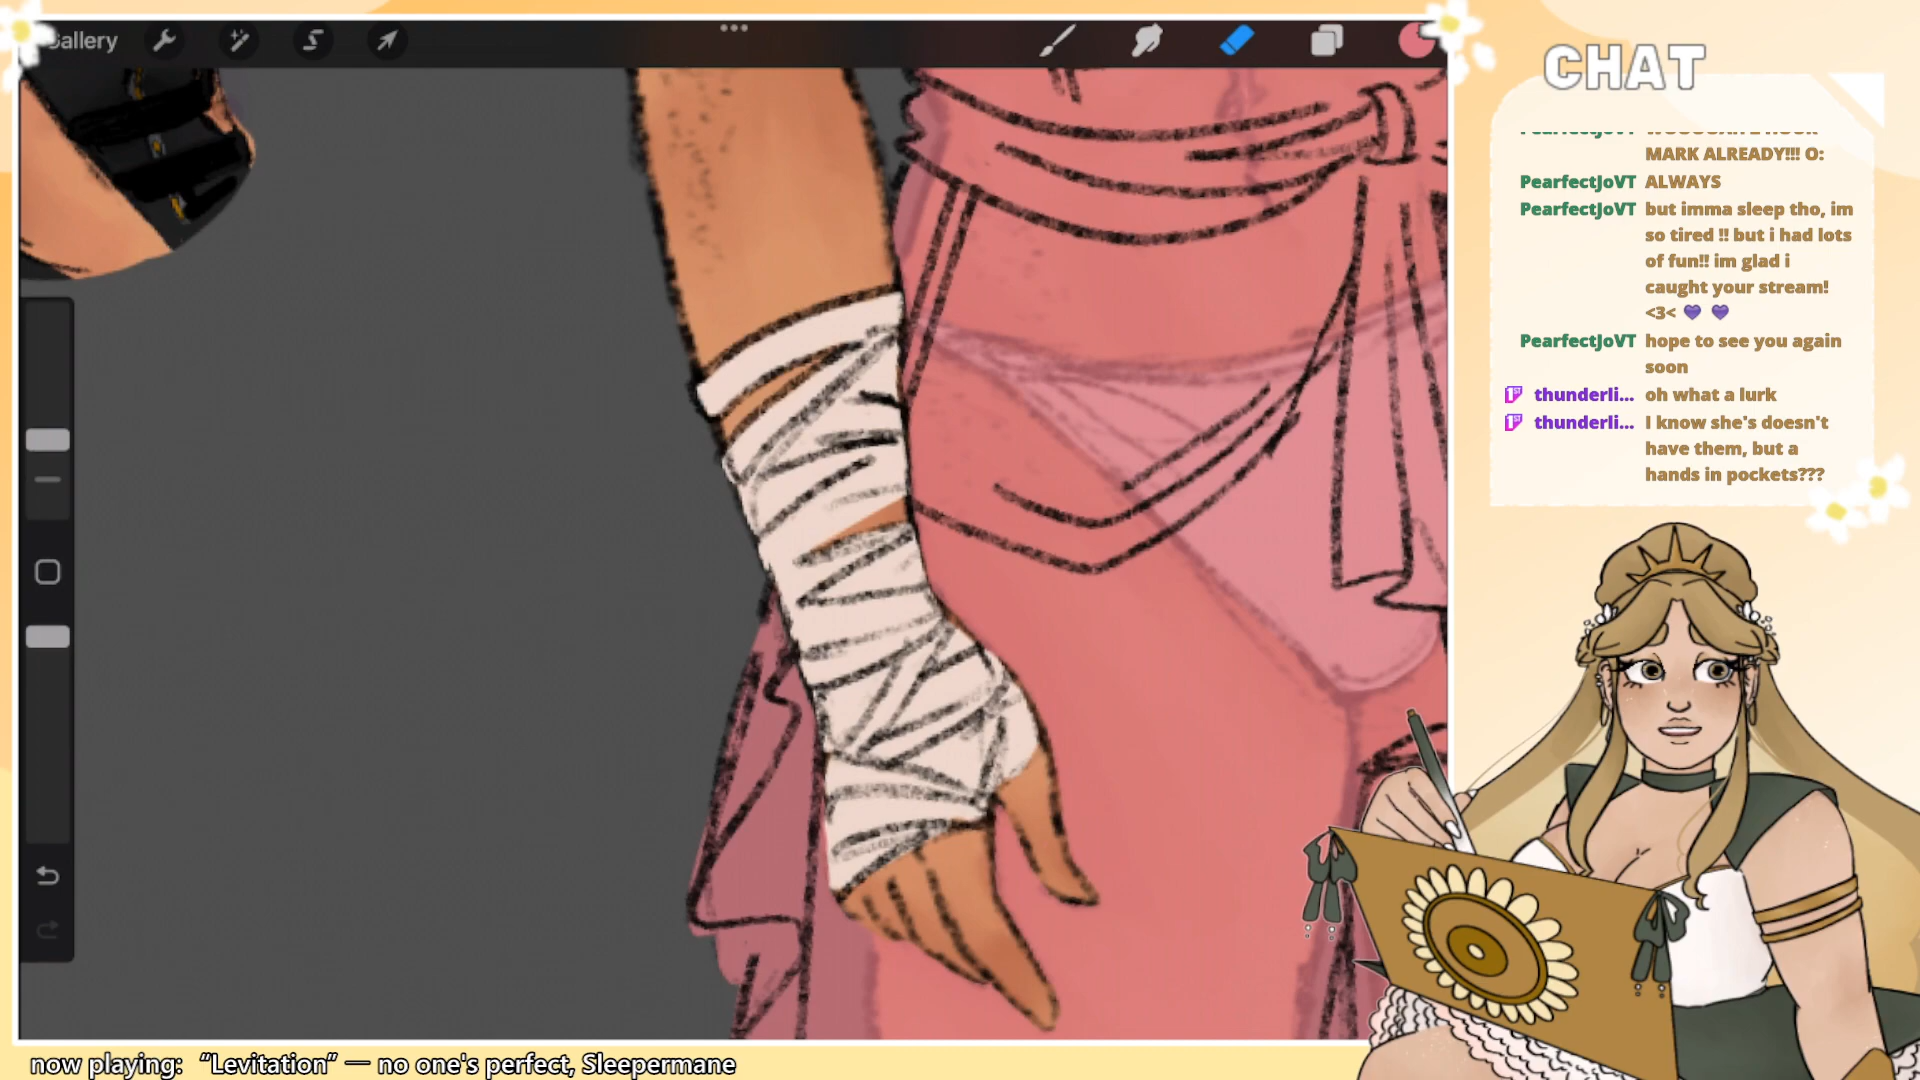 Gallery
CHAT
MARK ALREADY!!! O:
PearfectJoVT ALWAYS
PearfectJoVT but imma sleep tho, im
so tired !! but i had lots
of fun!! im glad i
caught your stream!
<3< 💜 💜
PearfectJoVT hope to see you again
soon
thunderli... oh what a lurk
thunderli... I know she's doesn't
have them, but a
hands in pockets???
now playing: "Levitation" — no one's perfect, Sleepermane